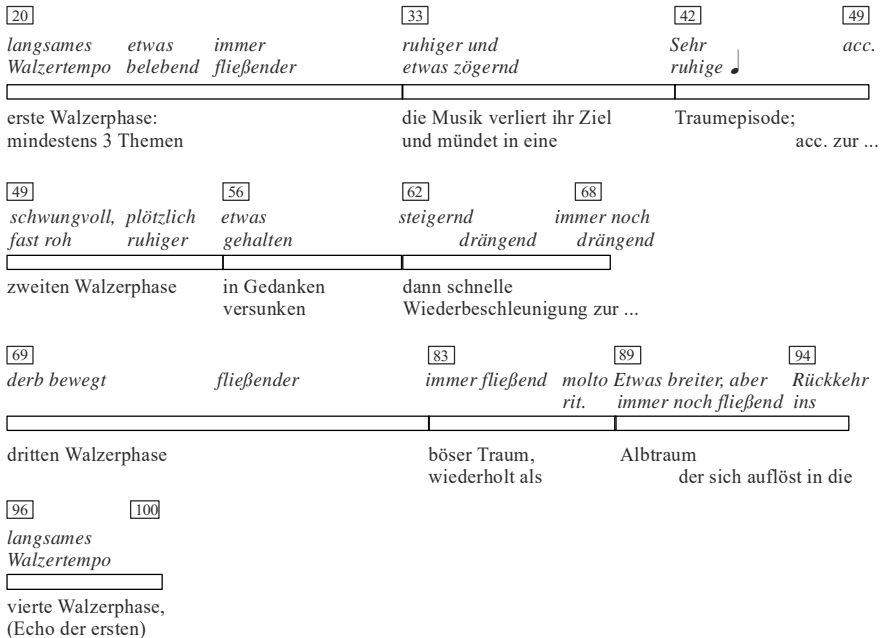 20 33 42 49
langsames etwas immer ruhiger und Sehr acc.
Walzertempo belebend fließender etwas zögernd ruhige ♩
erste Walzerphase: die Musik verliert ihr Ziel Traumepisode;
mindestens 3 Themen und mündet in eine acc. zur ...
49 56 62 68
schwungvoll, plötzlich etwas steigernd immer noch
fast roh ruhiger gehalten drängend drängend
zweiten Walzerphase in Gedanken dann schnelle
versunken Wiederbeschleunigung zur ...
69 83 89 94
derb bewegt fließender immer fließend molto Etwas breiter, aber Rückkehr
rit. immer noch fließend ins
dritten Walzerphase böser Traum, Albtraum
wiederholt als der sich auflöst in die
96 100
langsames
Walzertempo
vierte Walzerphase,
(Echo der ersten)